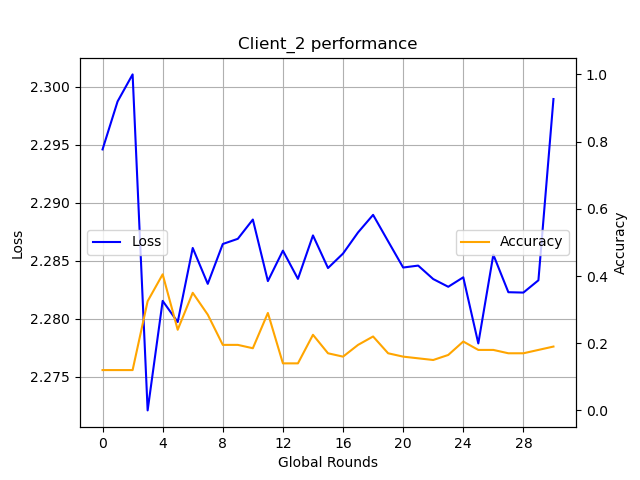 Client_2 performance
2.300
2.295
2.290
2.285
2.280
2.275
Loss
Loss
Accuracy
1.0
0.8
0.6
0.4
0.2
0.0
Accuracy
0 4 8 12 16 20 24 28
Global Rounds